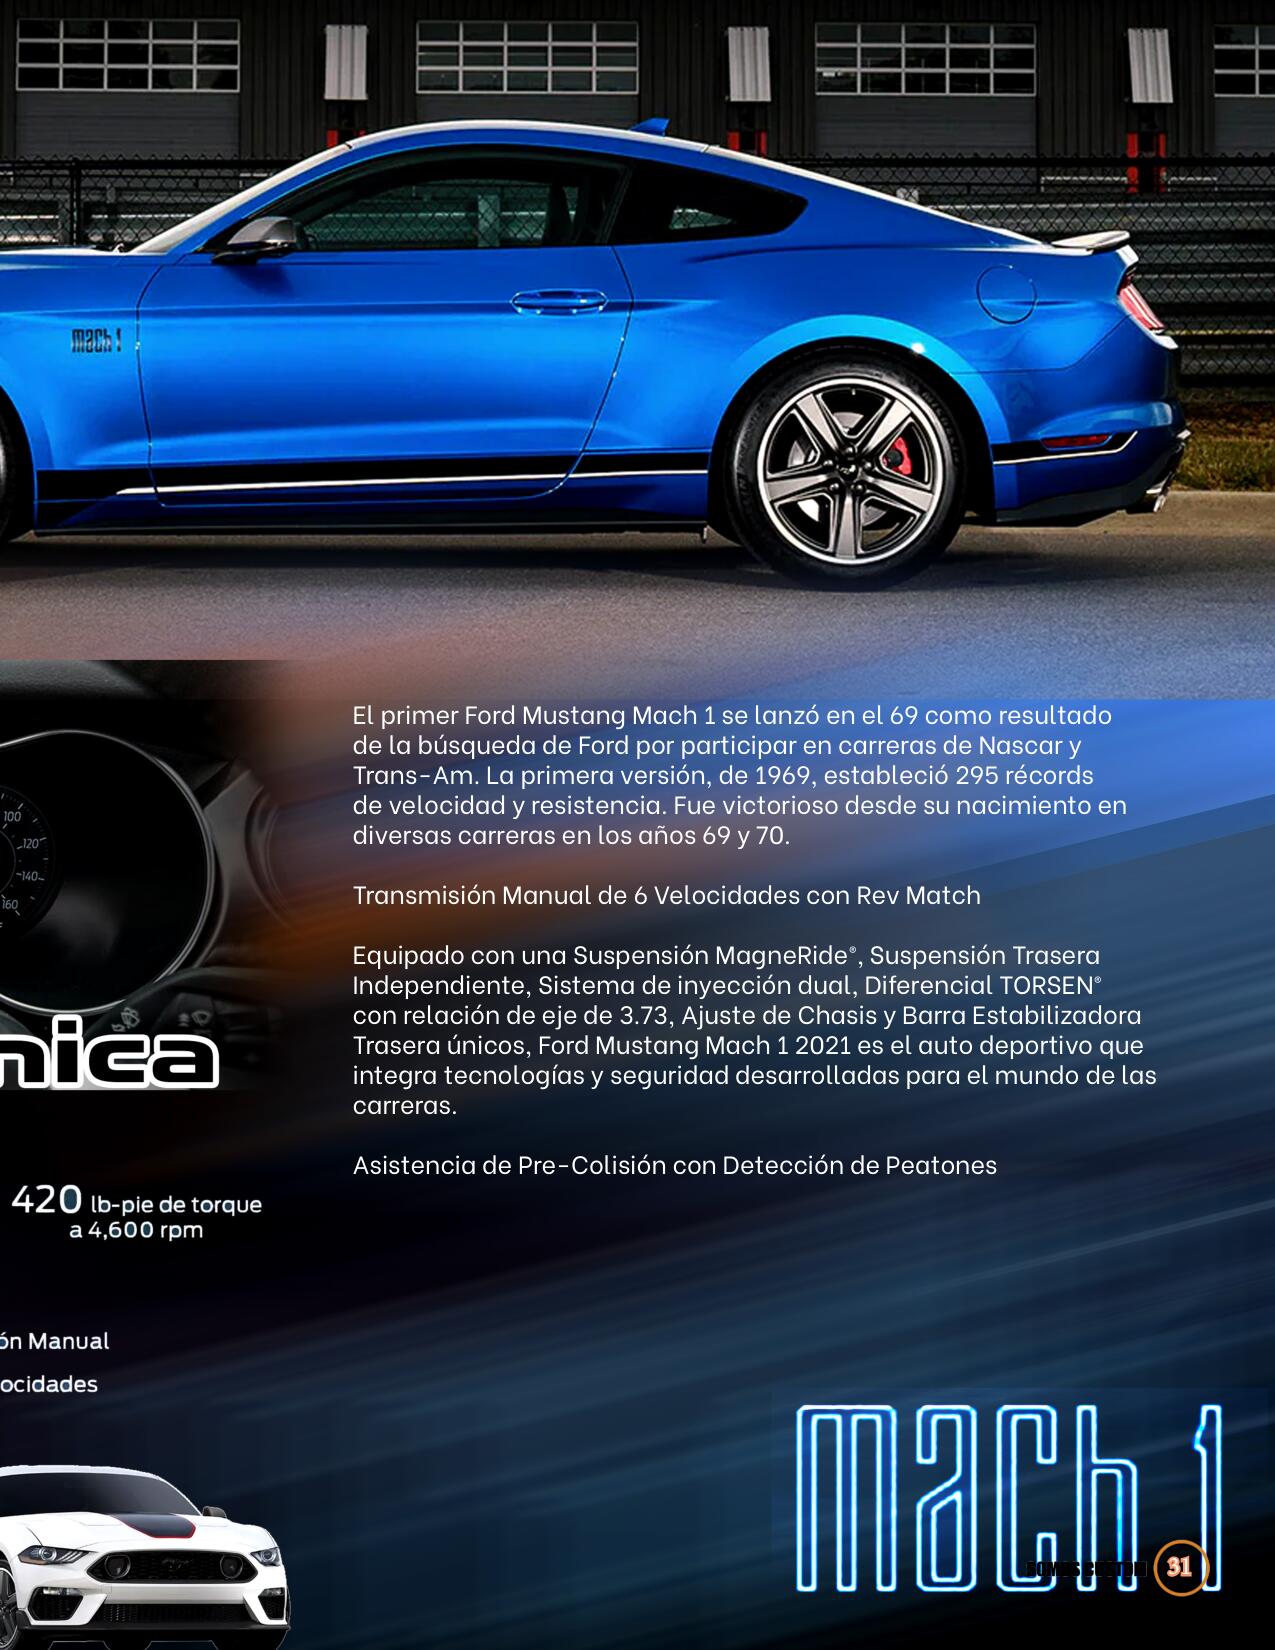 mach 1
El primer Ford Mustang Mach 1 se lanzó en el 69 como resultado
de la búsqueda de Ford por participar en carreras de Nascar y
Trans-Am. La primera versión, de 1969, estableció 295 récords
de velocidad y resistencia. Fue victorioso desde su nacimiento en
diversas carreras en los años 69 y 70.
Transmisión Manual de 6 Velocidades con Rev Match
Equipado con una Suspensión MagneRide®, Suspensión Trasera
Independiente, Sistema de inyección dual, Diferencial TORSEN®
con relación de eje de 3.73, Ajuste de Chasis y Barra Estabilizadora
Trasera únicos, Ford Mustang Mach 1 2021 es el auto deportivo que
integra tecnologías y seguridad desarrolladas para el mundo de las
carreras.
Asistencia de Pre-Colisión con Detección de Peatones
100
120
140
160
nica
420 lb-pie de torque
a 4,600 rpm
ón Manual
ocidades
mach 1
SOMOS CUSTOM 31